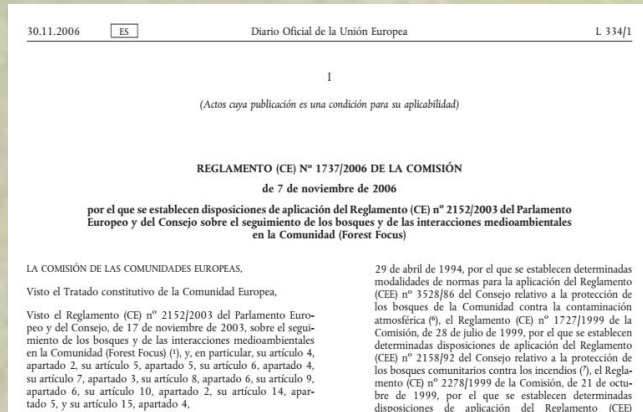 30.11.2006 ES Diario Oficial de la Unión Europea L 334/1
I
(Actos cuya publicación es una condición para su aplicabilidad)
REGLAMENTO (CE) Nº 1737/2006 DE LA COMISIÓN
de 7 de noviembre de 2006
por el que se establecen disposiciones de aplicación del Reglamento (CE) nº 2152/2003 del Parlamento
Europeo y del Consejo sobre el seguimiento de los bosques y de las interacciones medioambientales
en la Comunidad (Forest Focus)
LA COMISIÓN DE LAS COMUNIDADES EUROPEAS,
Visto el Tratado constitutivo de la Comunidad Europea,
Visto el Reglamento (CE) nº 2152/2003 del Parlamento Euro-
peo y del Consejo, de 17 de noviembre de 2003, sobre el segui-
miento de los bosques y de las interacciones medioambientales
en la Comunidad (Forest Focus) (¹), y, en particular, su artículo 4,
apartado 2, su artículo 5, apartado 5, su artículo 6, apartado 4,
su artículo 7, apartado 3, su artículo 8, apartado 6, su artículo 9,
apartado 6, su artículo 10, apartado 2, su artículo 14, apar-
tado 5, y su artículo 15, apartado 4,
29 de abril de 1994, por el que se establecen determinadas
modalidades de normas para la aplicación del Reglamento
(CEE) nº 3528/86 del Consejo relativo a la protección de
los bosques de la Comunidad contra la contaminación
atmosférica (⁶), el Reglamento (CE) nº 1727/1999 de la
Comisión, de 28 de julio de 1999, por el que se establecen
determinadas disposiciones de aplicación del Reglamento
(CEE) nº 2158/92 del Consejo relativo a la protección de
los bosques comunitarios contra los incendios (⁷), el Regla-
mento (CE) nº 2278/1999 de la Comisión, de 21 de octu-
bre de 1999, por el que se establecen determinadas
disposiciones de aplicación del Reglamento (CEE)